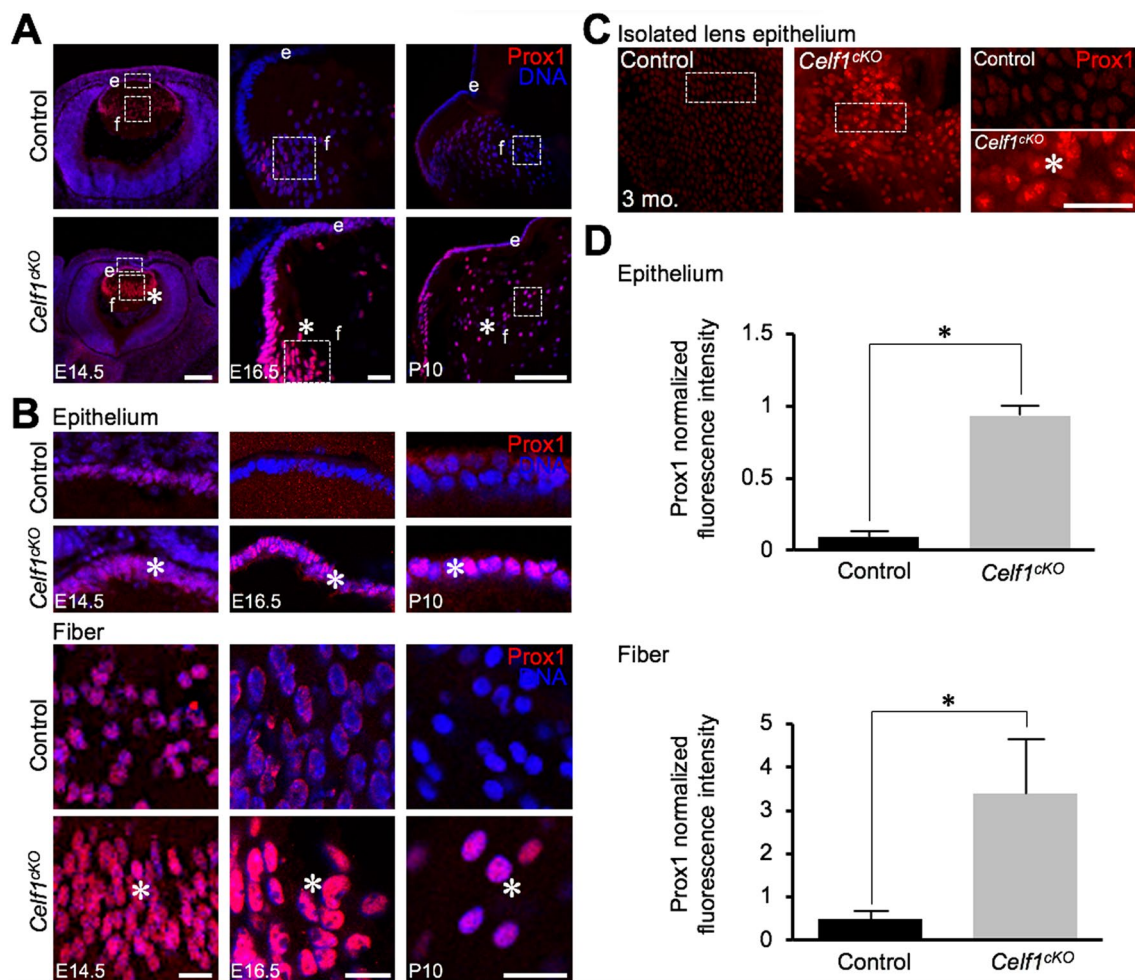 A
Control
Celf1cKO
e
f
e
f
Prox1
DNA
e
f
e
f
E14.5
e
f
E16.5
e
f
P10
B
Epithelium
Control
Celf1cKO
Prox1
DNA
E14.5
*
E16.5
*
P10
*
Fiber
Control
Celf1cKO
Prox1
DNA
E14.5
*
E16.5
*
P10
*
C
Isolated lens epithelium
Control
3 mo.
Celf1cKO
Control
Prox1
Celf1cKO
*
D
Epithelium
Prox1 normalized
fluorescence intensity
1.5
1
0.5
0
*
Control
Celf1cKO
Fiber
Prox1 normalized
fluorescence intensity
5
4
3
2
1
0
*
Control
Celf1cKO